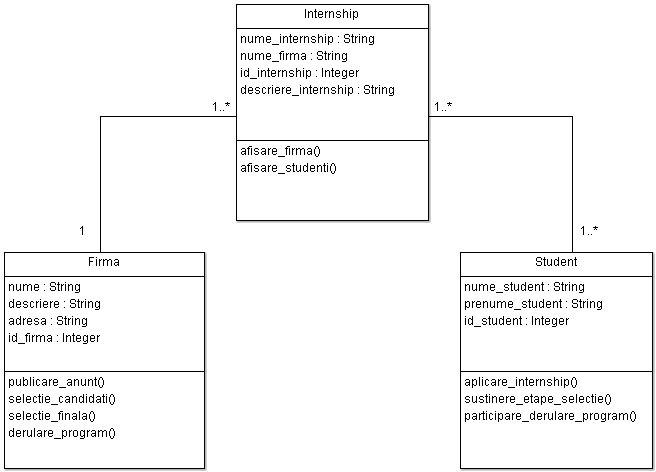 Internship
nume_internship : String
nume_firma : String
id_internship : Integer
descriere_internship : String
afisare_firma()
afisare_studenti()
1..*
1..*
1
1..*
Firma
nume : String
descriere : String
adresa : String
id_firma : Integer
publicare_anunt()
selectie_candidati()
selectie_finala()
derulare_program()
Student
nume_student : String
prenume_student : String
id_student : Integer
aplicare_internship()
sustinere_etape_selectie()
participare_derulare_program()